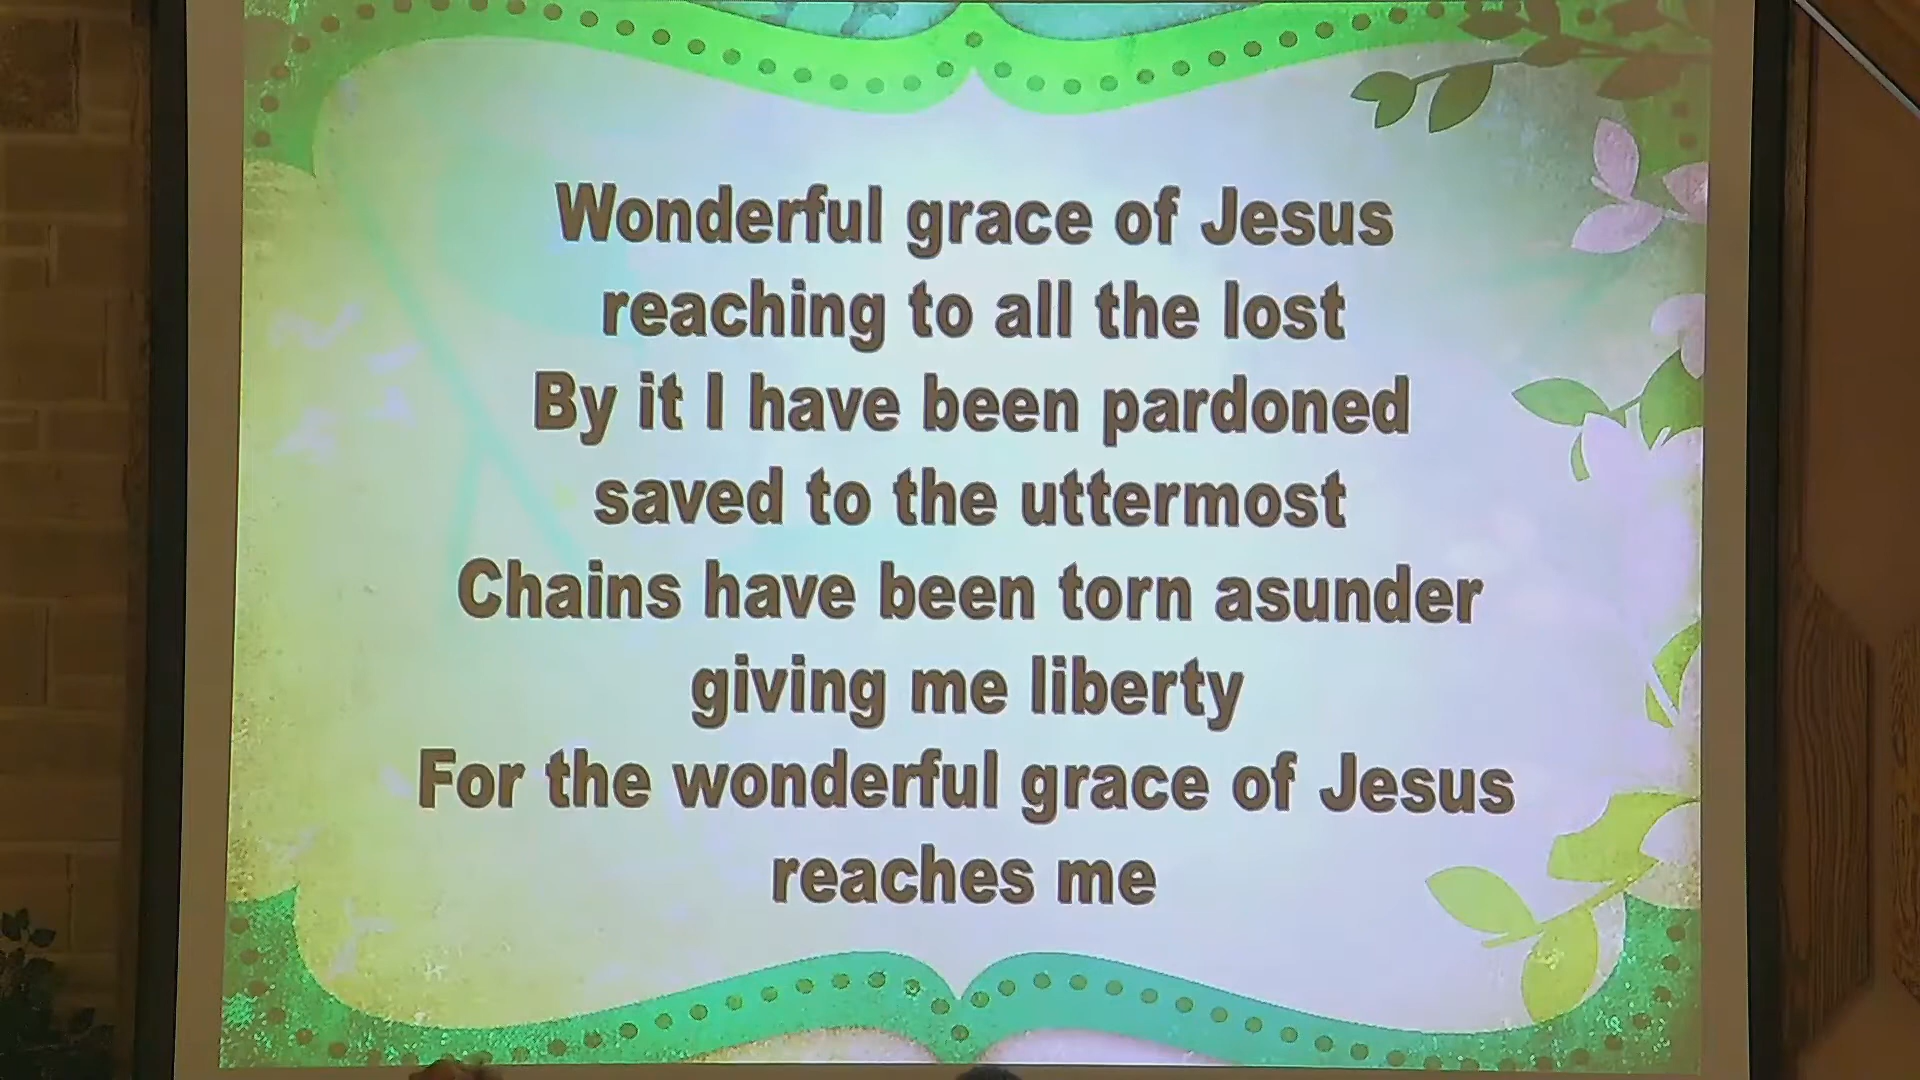 Wonderful grace of Jesus
reaching to all the lost
By it I have been pardoned
saved to the uttermost
Chains have been torn asunder
giving me liberty
For the wonderful grace of Jesus
reaches me